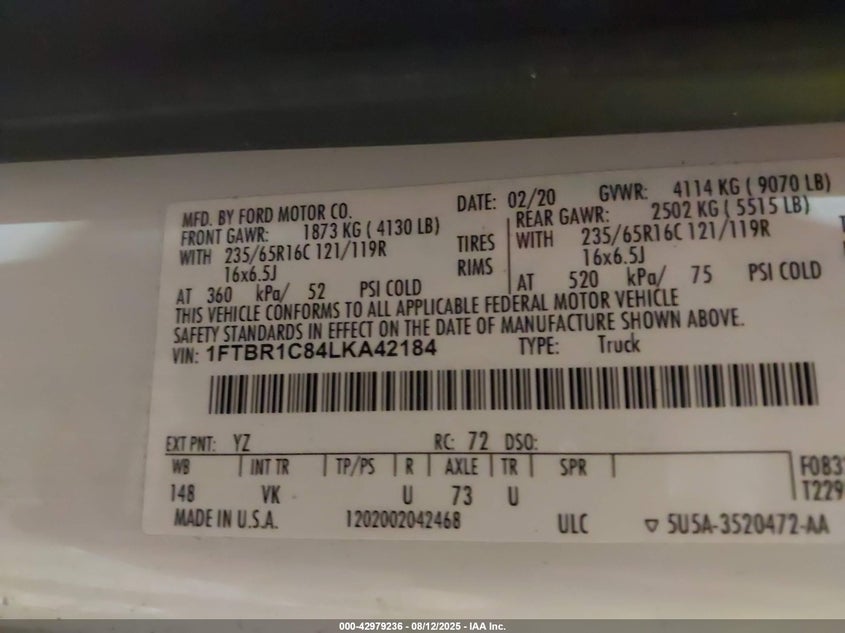 MFD. BY FORD MOTOR CO. DATE: 02/20 GVWR: 4114 KG ( 9070 LB)
FRONT GAWR: 1873 KG ( 4130 LB) REAR GAWR: 2502 KG ( 5515 LB)
WITH 235/65R16C 121/119R TIRES WITH 235/65R16C 121/119R
16x6.5J RIMS 16x6.5J
AT 360 kPa/ 52 PSI COLD AT 520 kPa/ 75 PSI COLD
THIS VEHICLE CONFORMS TO ALL APPLICABLE FEDERAL MOTOR VEHICLE
SAFETY STANDARDS IN EFFECT ON THE DATE OF MANUFACTURE SHOWN ABOVE.
VIN: 1FTBR1C84LKA42184 TYPE: Truck
EXT PNT: YZ RC: 72 DSO:
WB INT TR TP/PS R AXLE TR SPR
148 VK U 73 U
F083
T229
MADE IN U.S.A. 1202002042468 ULC ▽ 5U5A-3520472-AA
000-42979236 - 08/12/2025 - IAA Inc.